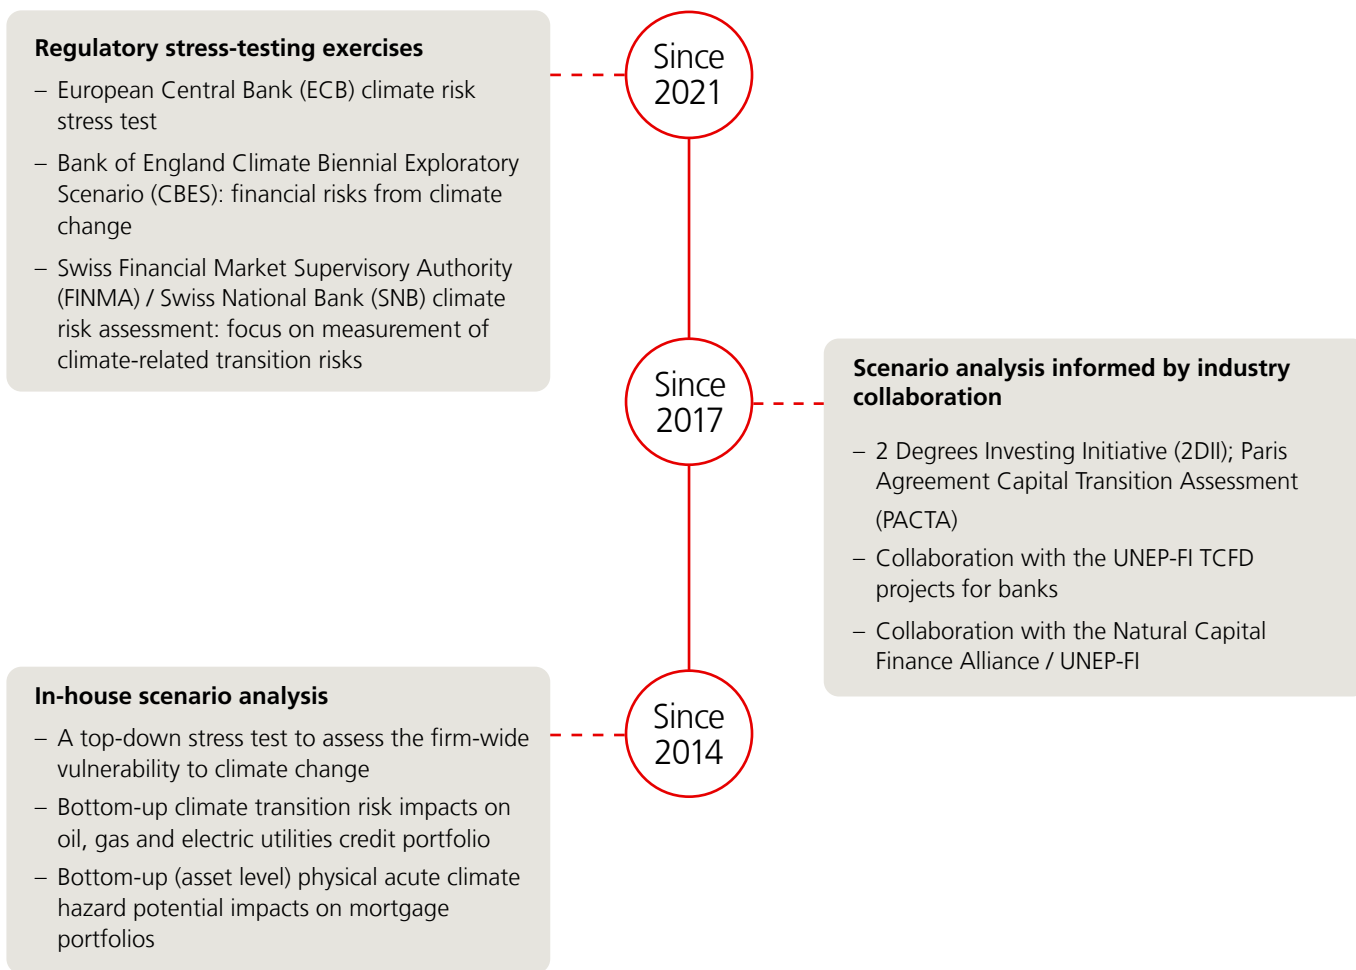 Regulatory stress-testing exercises
– European Central Bank (ECB) climate risk
stress test
– Bank of England Climate Biennial Exploratory
Scenario (CBES): financial risks from climate
change
– Swiss Financial Market Supervisory Authority
(FINMA) / Swiss National Bank (SNB) climate
risk assessment: focus on measurement of
climate-related transition risks
Since
2021
Since
2017
Scenario analysis informed by industry
collaboration
– 2 Degrees Investing Initiative (2DII); Paris
Agreement Capital Transition Assessment
(PACTA)
– Collaboration with the UNEP-FI TCFD
projects for banks
– Collaboration with the Natural Capital
Finance Alliance / UNEP-FI
In-house scenario analysis
– A top-down stress test to assess the firm-wide
vulnerability to climate change
– Bottom-up climate transition risk impacts on
oil, gas and electric utilities credit portfolio
– Bottom-up (asset level) physical acute climate
hazard potential impacts on mortgage
portfolios
Since
2014